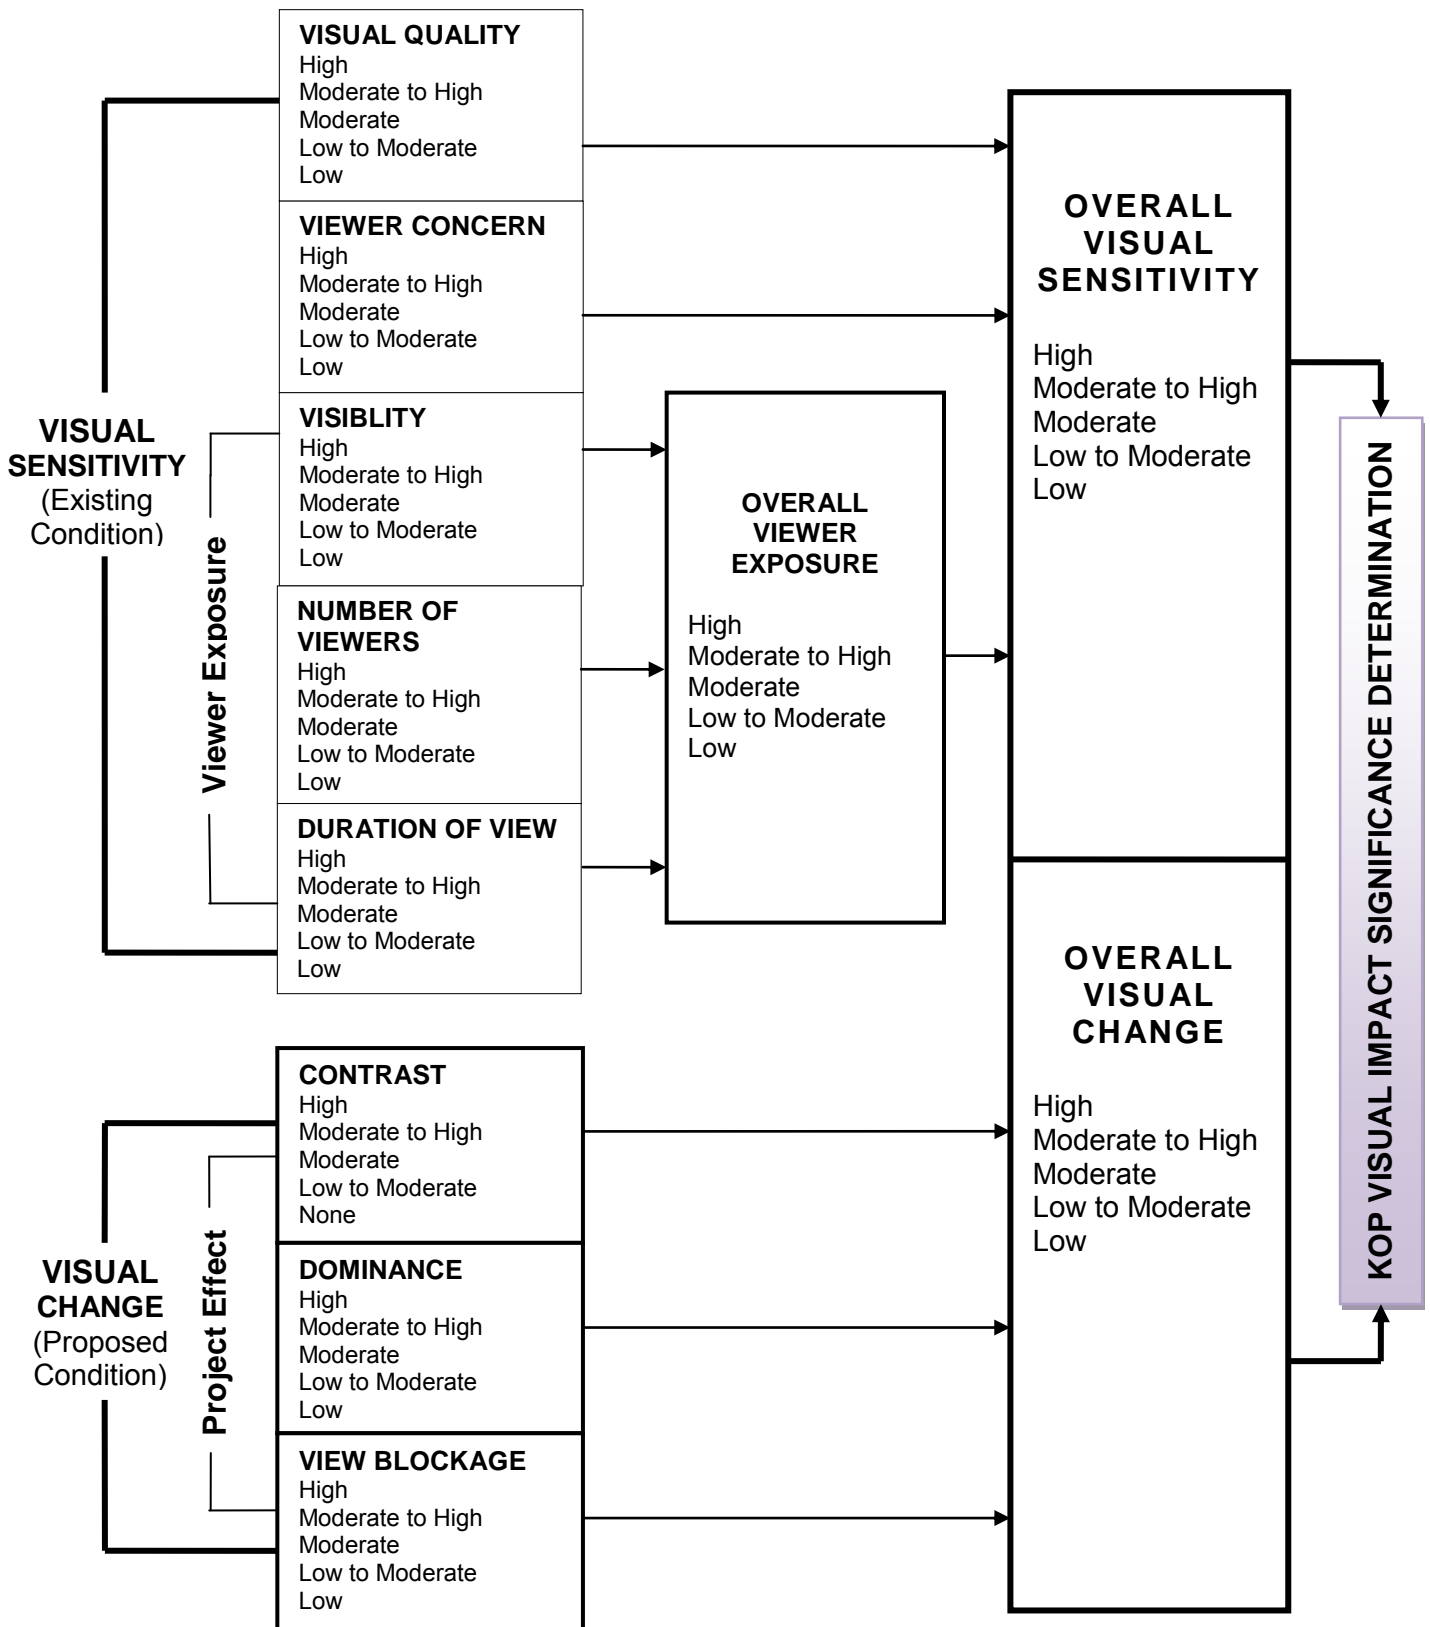 VISUAL QUALITY
High
Moderate to High
Moderate
Low to Moderate
Low
VIEWER CONCERN
High
Moderate to High
Moderate
Low to Moderate
Low
VISUAL
SENSITIVITY
(Existing
Condition)
Viewer Exposure
VISIBLITY
High
Moderate to High
Moderate
Low to Moderate
Low
NUMBER OF
VIEWERS
High
Moderate to High
Moderate
Low to Moderate
Low
DURATION OF VIEW
High
Moderate to High
Moderate
Low to Moderate
Low
OVERALL
VIEWER
EXPOSURE
High
Moderate to High
Moderate
Low to Moderate
Low
OVERALL
VISUAL
SENSITIVITY
High
Moderate to High
Moderate
Low to Moderate
Low
VISUAL
CHANGE
(Proposed
Condition)
Project Effect
CONTRAST
High
Moderate to High
Moderate
Low to Moderate
None
DOMINANCE
High
Moderate to High
Moderate
Low to Moderate
Low
VIEW BLOCKAGE
High
Moderate to High
Moderate
Low to Moderate
Low
OVERALL
VISUAL
CHANGE
High
Moderate to High
Moderate
Low to Moderate
Low
KOP VISUAL IMPACT SIGNIFICANCE DETERMINATION